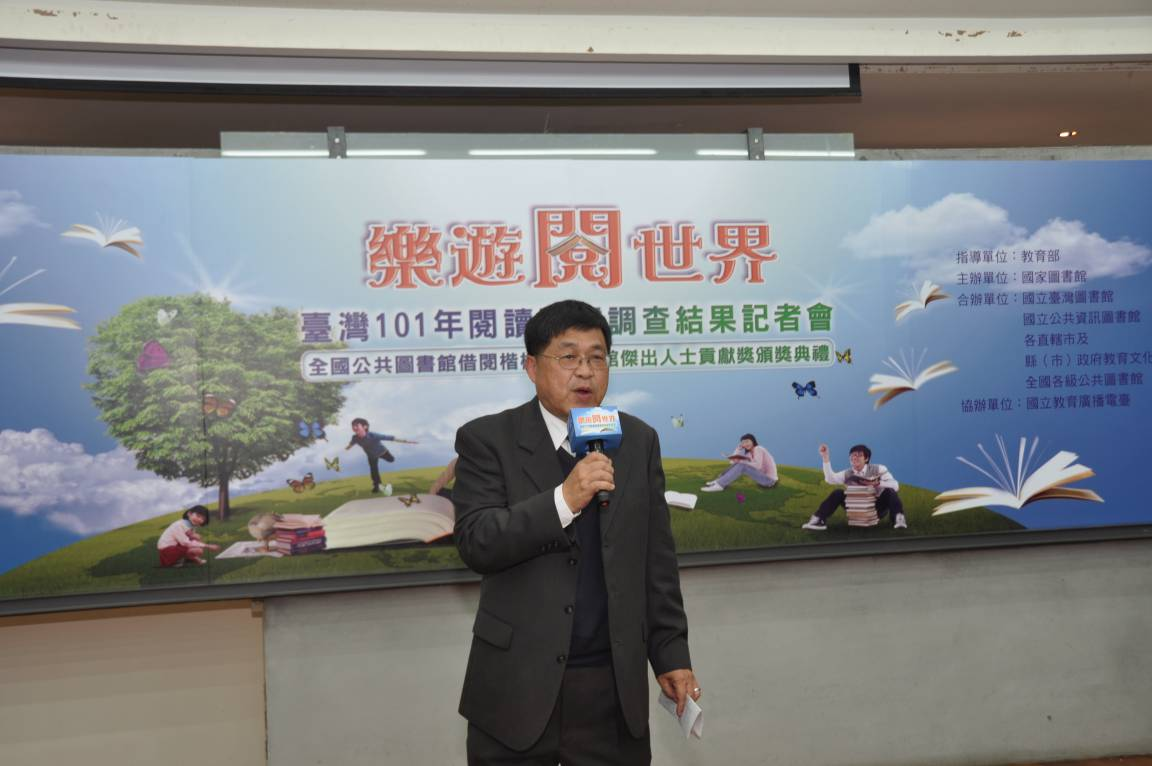 樂遊閱世界
臺灣101年閱讀 調查結果記者會
全國公共圖書館借閱楷 館傑出人士貢獻獎頒獎典禮
指導單位：教育部
主辦單位：國家圖書館
合辦單位：國立臺灣圖書館
國立公共資訊圖書館
各直轄市及
縣（市）政府教育文化
全國各級公共圖書館
協辦單位：國立教育廣播電臺
樂遊閱世界